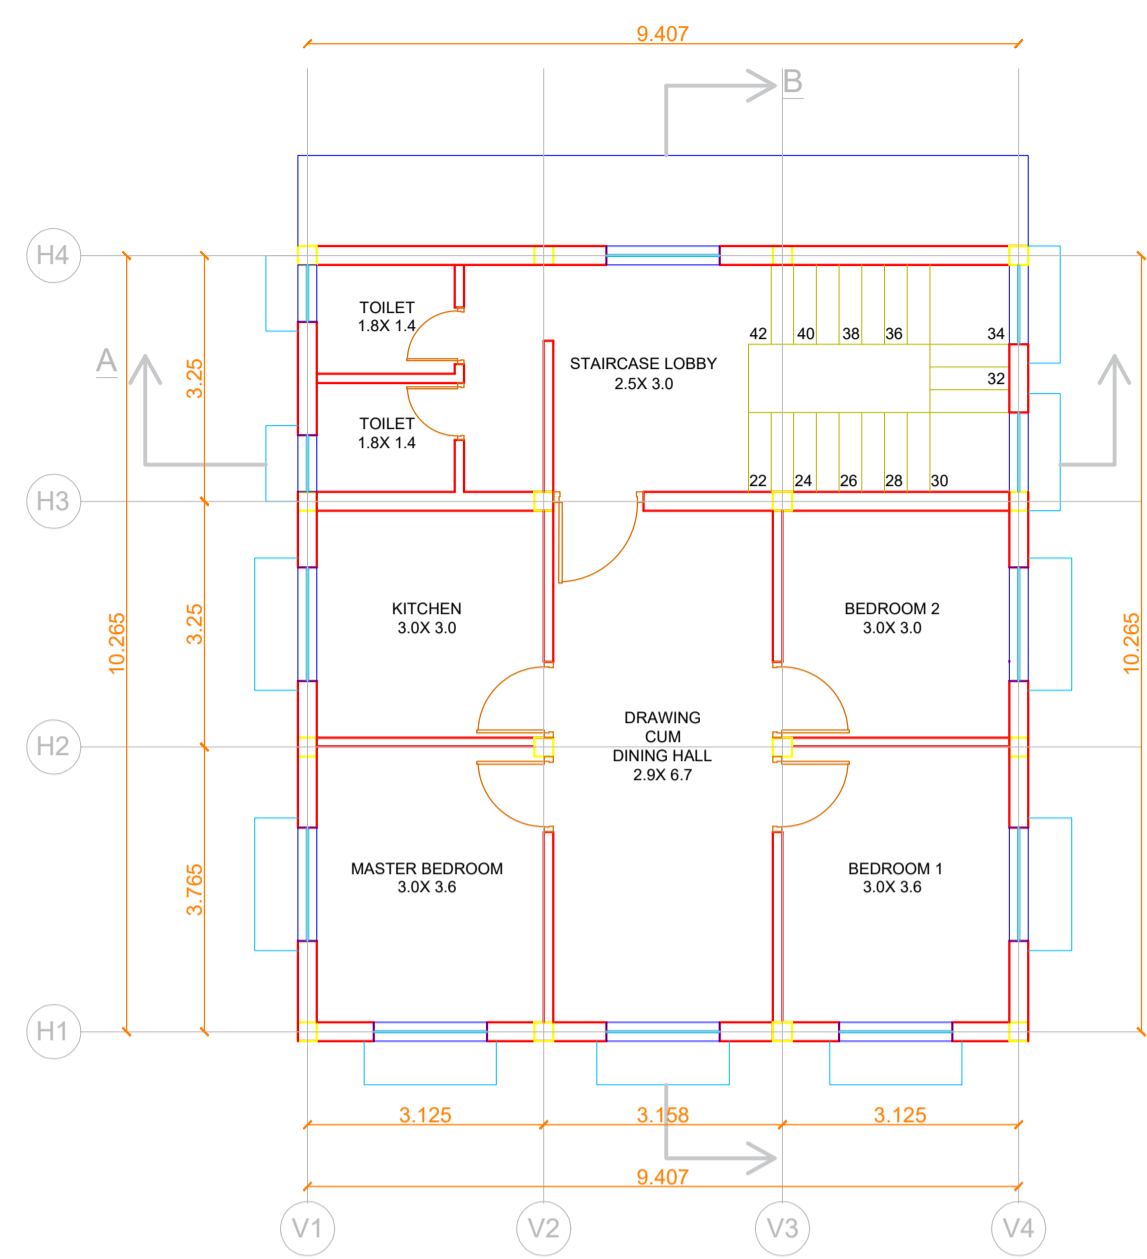 9.407
B
H4
TOILET
1.8X 1.4
42
40
38
36
34
A
3.25
STAIRCASE LOBBY
2.5X 3.0
32
TOILET
1.8X 1.4
22
24
26
28
30
H3
KITCHEN
3.0X 3.0
BEDROOM 2
3.0X 3.0
3.25
10.265
10.265
DRAWING
CUM
DINING HALL
2.9X 6.7
H2
MASTER BEDROOM
3.0X 3.6
BEDROOM 1
3.0X 3.6
3.765
H1
3.125
3.158
3.125
9.407
V1
V2
V3
V4